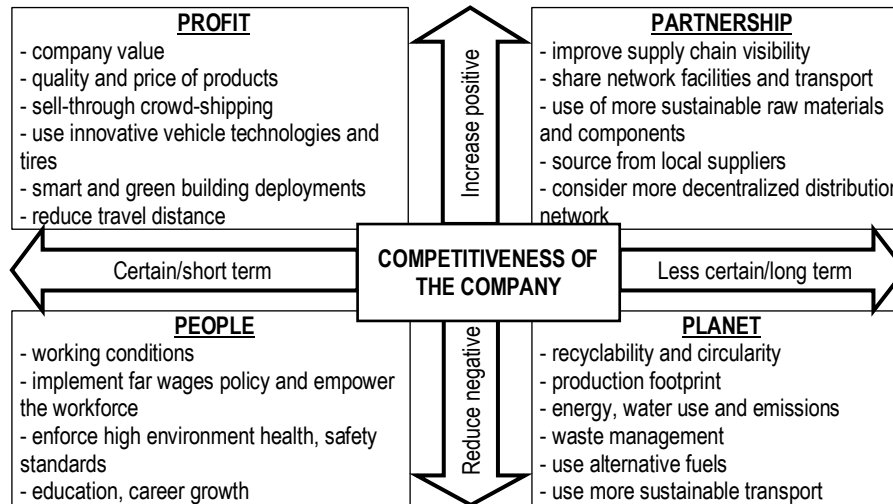 PROFIT
- company value
- quality and price of products
- sell-through crowd-shipping
- use innovative vehicle technologies and
tires
- smart and green building deployments
- reduce travel distance
Increase positive
PARTNERSHIP
- improve supply chain visibility
- share network facilities and transport
- use of more sustainable raw materials
and components
- source from local suppliers
- consider more decentralized distribution
network
Certain/short term
COMPETITIVENESS OF
THE COMPANY
Less certain/long term
PEOPLE
- working conditions
- implement far wages policy and empower
the workforce
- enforce high environment health, safety
standards
- education, career growth
Reduce negative
PLANET
- recyclability and circularity
- production footprint
- energy, water use and emissions
- waste management
- use alternative fuels
- use more sustainable transport